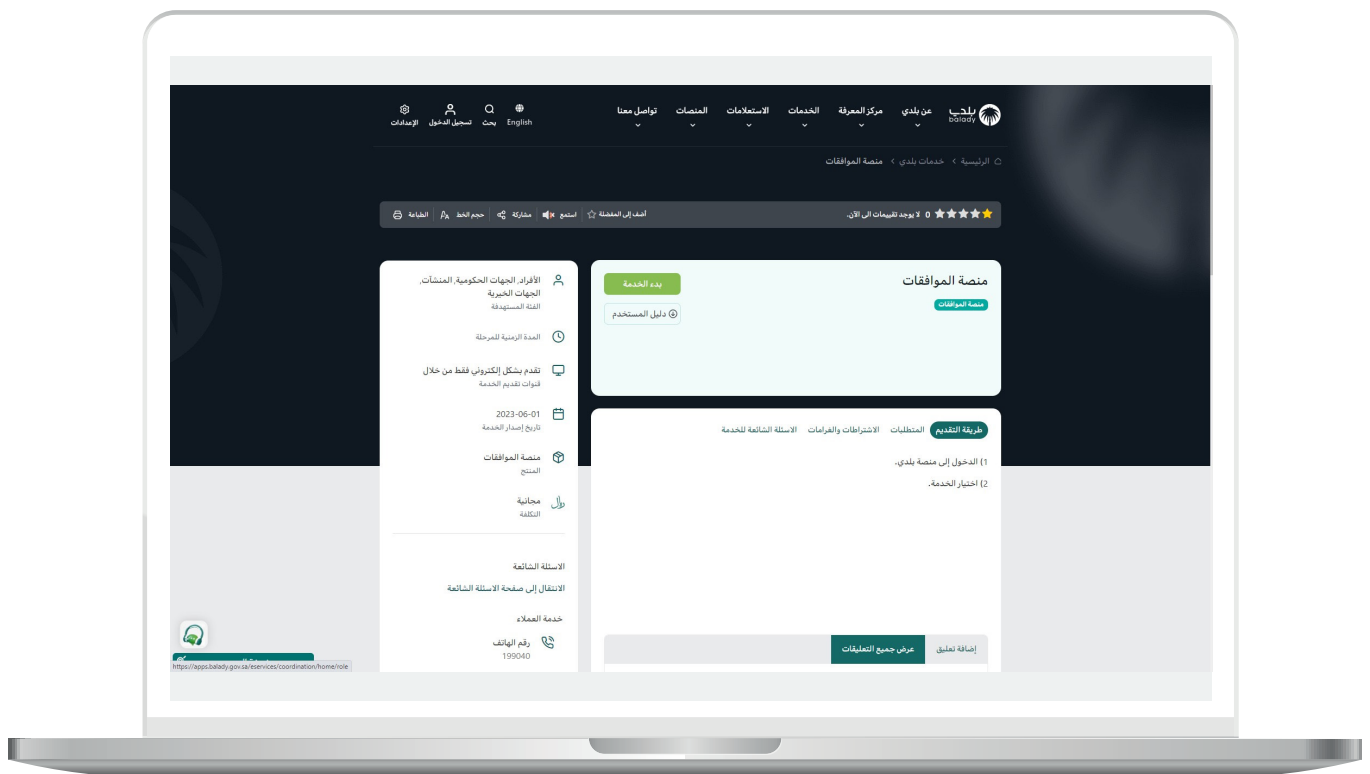 بلدي
balady
عن بلدي
مركز المعرفة
الخدمات
الاستعلامات
المنصات
تواصل معنا
English
بحث
تسجيل الدخول
الإعدادات
الرئيسية > خدمات بلدي > منصة الموافقات
0 لا يوجد تقييمات الى الآن.
أضف إلى المفضلة
استمع
مشاركة
حجم الخط
الطباعة
منصة الموافقات
منصة الموافقات
بدء الخدمة
دليل المستخدم
طريقة التقديم
المتطلبات
الاشتراطات والغرامات
الاسئلة الشائعة للخدمة
1) الدخول إلى منصة بلدي.
2) اختيار الخدمة.
إضافة تعليق
عرض جميع التعليقات
الأفراد, الجهات الحكومية, المنشآت,
الجهات الخيرية
الفئة المستهدفة
المدة الزمنية للمرحلة
تقدم بشكل إلكتروني فقط من خلال
قنوات تقديم الخدمة
2023-06-01
تاريخ إصدار الخدمة
منصة الموافقات
المنتج
مجانية
التكلفة
الاسئلة الشائعة
الانتقال إلى صفحة الاسئلة الشائعة
خدمة العملاء
رقم الهاتف
199040
https://apps.balady.gov.sa/eservices/coordination/home/role